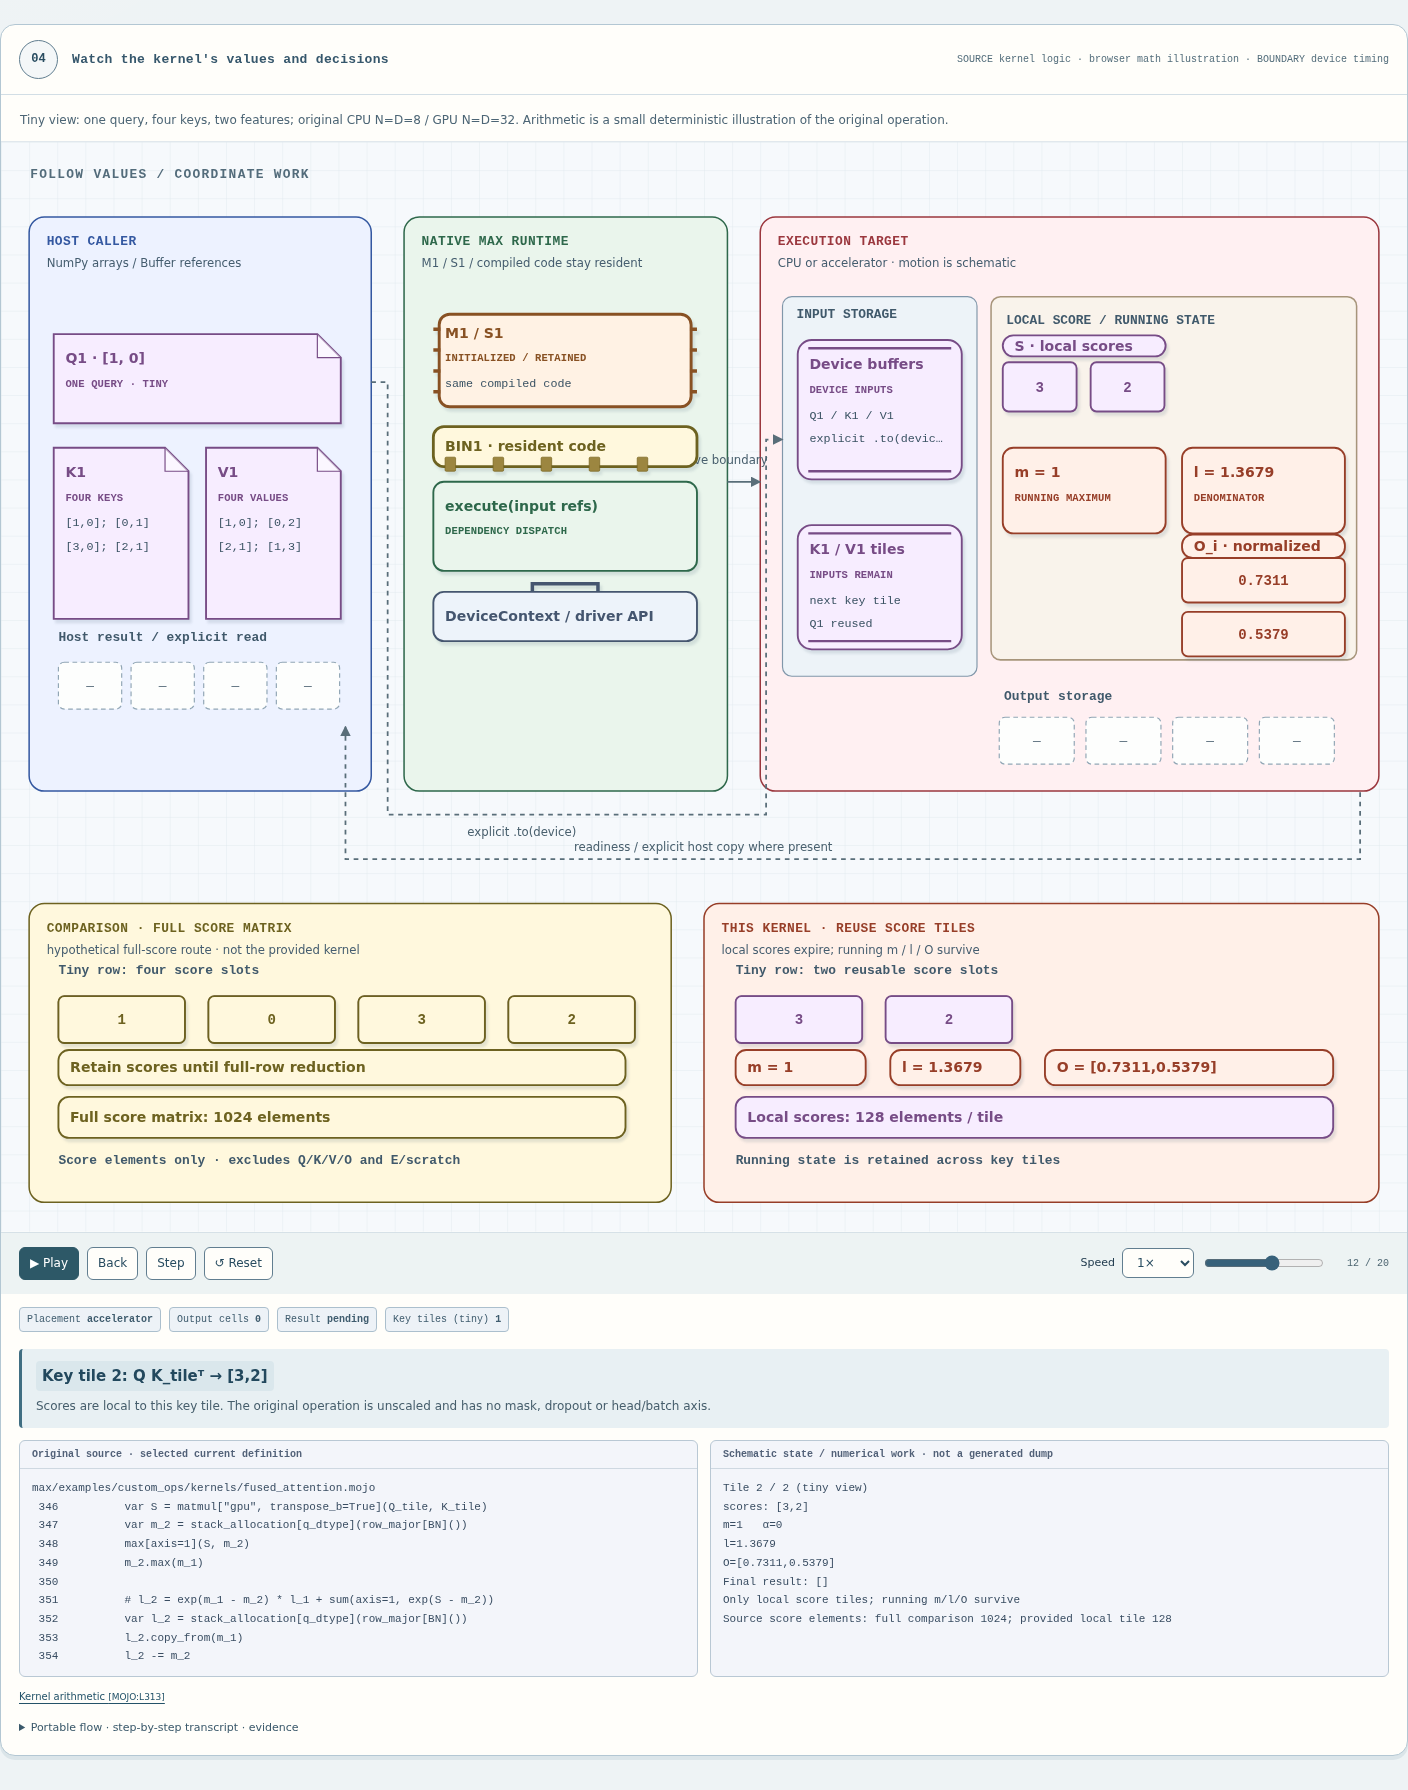 04
Watch the kernel's values and decisions
SOURCE kernel logic · browser math illustration · BOUNDARY device timing
Tiny view: one query, four keys, two features; original CPU N=D=8 / GPU N=D=32. Arithmetic is a small deterministic illustration of the original operation.
FOLLOW VALUES / COORDINATE WORK
HOST CALLER
NumPy arrays / Buffer references
Q1 · [1, 0]
ONE QUERY · TINY
K1
FOUR KEYS
[1,0]; [0,1]
[3,0]; [2,1]
V1
FOUR VALUES
[1,0]; [0,2]
[2,1]; [1,3]
Host result / explicit read
— — — —
NATIVE MAX RUNTIME
M1 / S1 / compiled code stay resident
M1 / S1
INITIALIZED / RETAINED
same compiled code
BIN1 · resident code
execute(input refs)
DEPENDENCY DISPATCH
DeviceContext / driver API
boundary
EXECUTION TARGET
CPU or accelerator · motion is schematic
INPUT STORAGE
Device buffers
DEVICE INPUTS
Q1 / K1 / V1
explicit .to(devic…
K1 / V1 tiles
INPUTS REMAIN
next key tile
Q1 reused
LOCAL SCORE / RUNNING STATE
S · local scores
3 2
m = 1
RUNNING MAXIMUM
l = 1.3679
DENOMINATOR
O_i · normalized
0.7311
0.5379
Output storage
— — — —
explicit .to(device)
readiness / explicit host copy where present
COMPARISON · FULL SCORE MATRIX
hypothetical full-score route · not the provided kernel
Tiny row: four score slots
1 0 3 2
Retain scores until full-row reduction
Full score matrix: 1024 elements
Score elements only · excludes Q/K/V/O and E/scratch
THIS KERNEL · REUSE SCORE TILES
local scores expire; running m / l / O survive
Tiny row: two reusable score slots
3 2
m = 1
l = 1.3679
O = [0.7311,0.5379]
Local scores: 128 elements / tile
Running state is retained across key tiles
▶ Play
Back
Step
↺ Reset
Speed
1×
12 / 20
Placement accelerator
Output cells 0
Result pending
Key tiles (tiny) 1
Key tile 2: Q K_tileᵀ → [3,2]
Scores are local to this key tile. The original operation is unscaled and has no mask, dropout or head/batch axis.
Original source · selected current definition
max/examples/custom_ops/kernels/fused_attention.mojo
346 var S = matmul["gpu", transpose_b=True](Q_tile, K_tile)
347 var m_2 = stack_allocation[q_dtype](row_major[BN]())
348 max[axis=1](S, m_2)
349 m_2.max(m_1)
350
351 # l_2 = exp(m_1 - m_2) * l_1 + sum(axis=1, exp(S - m_2))
352 var l_2 = stack_allocation[q_dtype](row_major[BN]())
353 l_2.copy_from(m_1)
354 l_2 -= m_2
Schematic state / numerical work · not a generated dump
Tile 2 / 2 (tiny view)
scores: [3,2]
m=1 α=0
l=1.3679
O=[0.7311,0.5379]
Final result: []
Only local score tiles; running m/l/O survive
Source score elements: full comparison 1024; provided local tile 128
Kernel arithmetic [MOJO:L313]
▶ Portable flow · step-by-step transcript · evidence